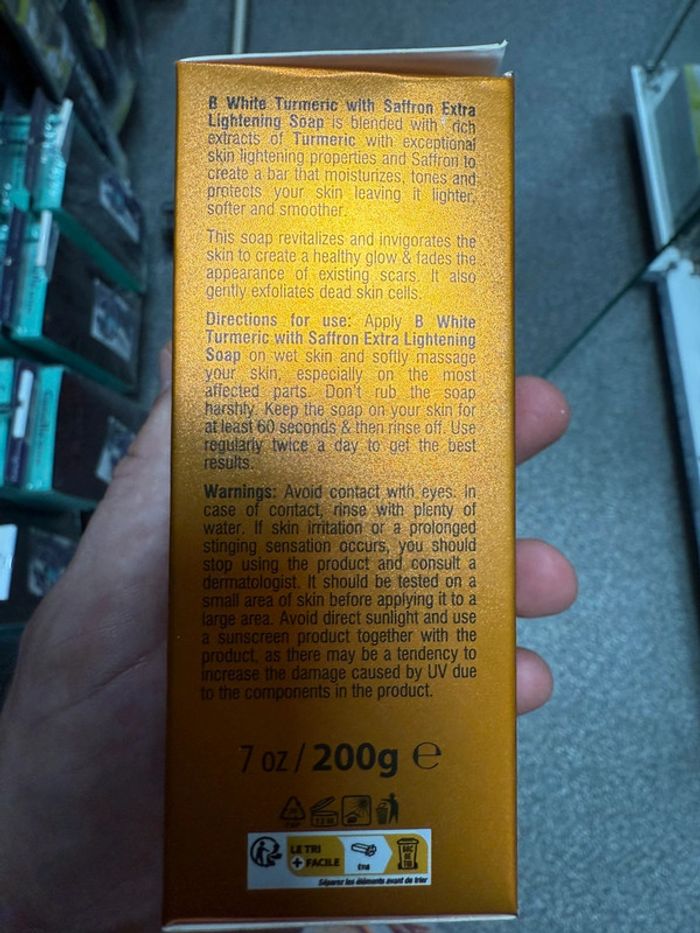 B White Turmeric with Saffron Extra
Lightening Soap is blended with rich
extracts of Turmeric with exceptional
skin lightening properties and Saffron to
create a bar that moisturizes, tones and
protects your skin leaving it lighter,
softer and smoother.
This soap revitalizes and invigorates the
skin to create a healthy glow & fades the
appearance of existing scars. It also
gently exfoliates dead skin cells.
Directions for use: Apply B White
Turmeric with Saffron Extra Lightening
Soap on wet skin and softly massage
your skin, especially on the most
affected parts. Don't rub the soap
harshly. Keep the soap on your skin for
at least 60 seconds & then rinse off. Use
regularly twice a day to get the best
results.
Warnings: Avoid contact with eyes. In
case of contact, rinse with plenty of
water. If skin irritation or a prolonged
stinging sensation occurs, you should
stop using the product and consult a
dermatologist. It should be tested on a
small area of skin before applying it to a
large area. Avoid direct sunlight and use
a sunscreen product together with the
product, as there may be a tendency to
increase the damage caused by UV due
to the components in the product.
7 oz / 200g e
LE TRI
+ FACILE
BAC
DE
TRI
Séparez les éléments avant de trier